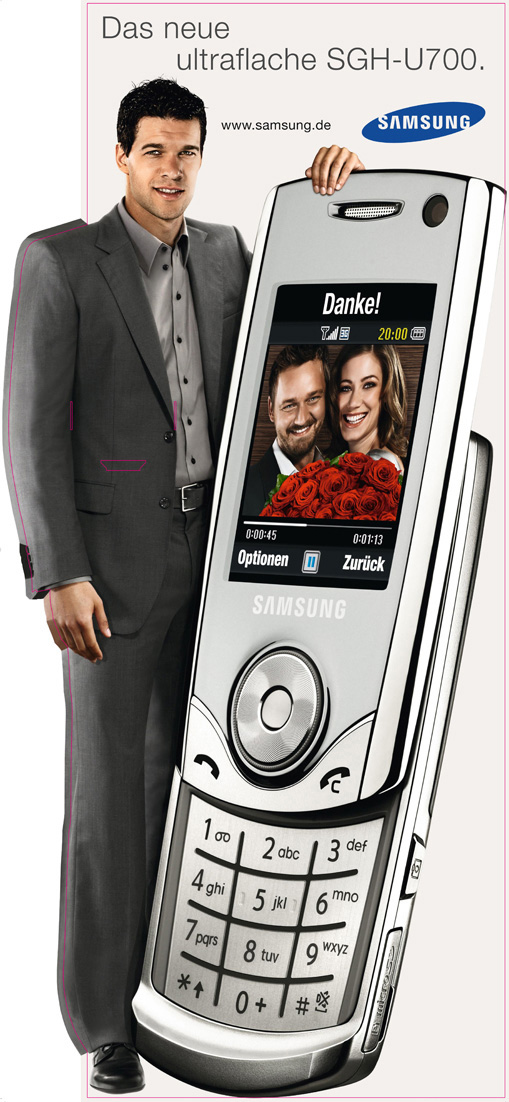 Das neue
ultraflache SGH-U700.
www.samsung.de
SAMSUNG
Danke!
3G 20:00
0:00:45 0:01:13
Optionen Zurück
SAMSUNG
C
1 2 abc 3 def
4 ghi 5 jkl 6 mno
7 pqrs 8 tuv 9 wxyz
* 0 + #